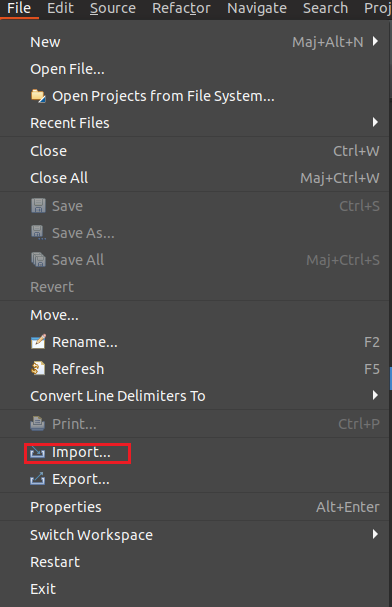 File Edit Source Refactor Navigate Search Proj
New Maj+Alt+N
Open File...
Open Projects from File System...
Recent Files
Close Ctrl+W
Close All Maj+Ctrl+W
Save Ctrl+S
Save As...
Save All Maj+Ctrl+S
Revert
Move...
Rename... F2
Refresh F5
Convert Line Delimiters To
Print... Ctrl+P
Import...
Export...
Properties Alt+Enter
Switch Workspace
Restart
Exit